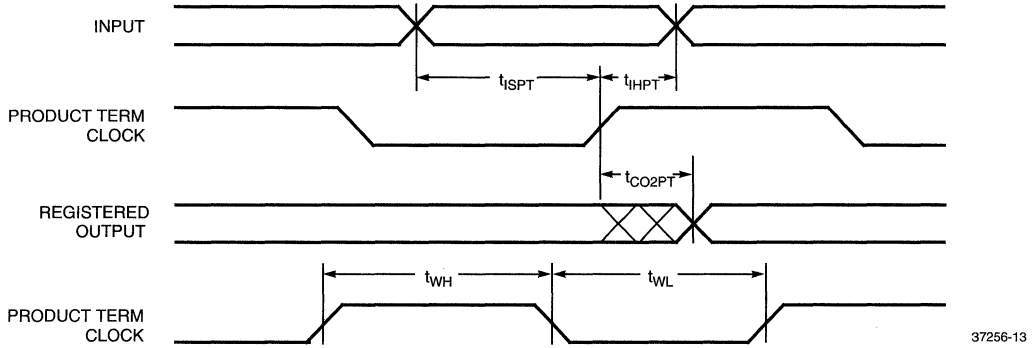 INPUT
tISPT
tIHPT
PRODUCT TERM
CLOCK
tCO2PT
REGISTERED
OUTPUT
tWH
tWL
PRODUCT TERM
CLOCK
37256-13